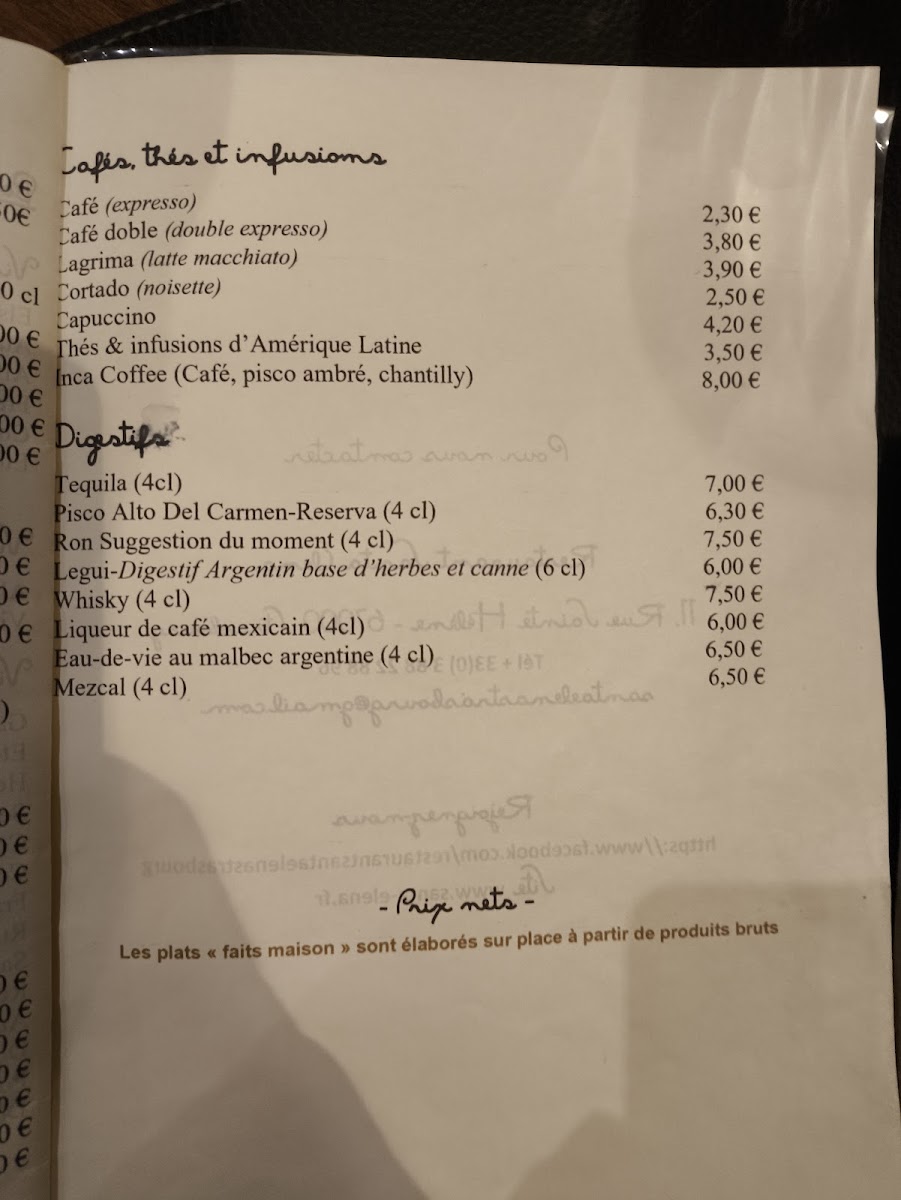 Cafés, thés et infusions
Café (expresso) 2,30 €
Café doble (double expresso) 3,80 €
Lagrima (latte macchiato) 3,90 €
Cortado (noisette) 2,50 €
Capuccino 4,20 €
Thés & infusions d'Amérique Latine 3,50 €
Inca Coffee (Café, pisco ambré, chantilly) 8,00 €
Digestifs
Tequila (4cl) 7,00 €
Pisco Alto Del Carmen-Reserva (4 cl) 6,30 €
Ron Suggestion du moment (4 cl) 7,50 €
Legui-Digestif Argentin base d'herbes et canne (6 cl) 6,00 €
Whisky (4 cl) 7,50 €
Liqueur de café mexicain (4cl) 6,00 €
Eau-de-vie au malbec argentine (4 cl) 6,50 €
Mezcal (4 cl) 6,50 €
- Prix nets -
Les plats « faits maison » sont élaborés sur place à partir de produits bruts